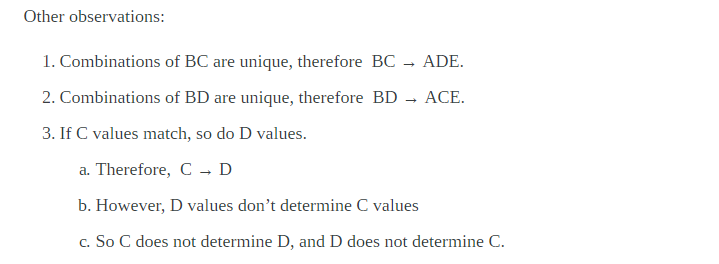 Other observations:
1. Combinations of BC are unique, therefore BC → ADE.
2. Combinations of BD are unique, therefore BD → ACE.
3. If C values match, so do D values.
a. Therefore, C → D
b. However, D values don’t determine C values
c. So C does not determine D, and D does not determine C.